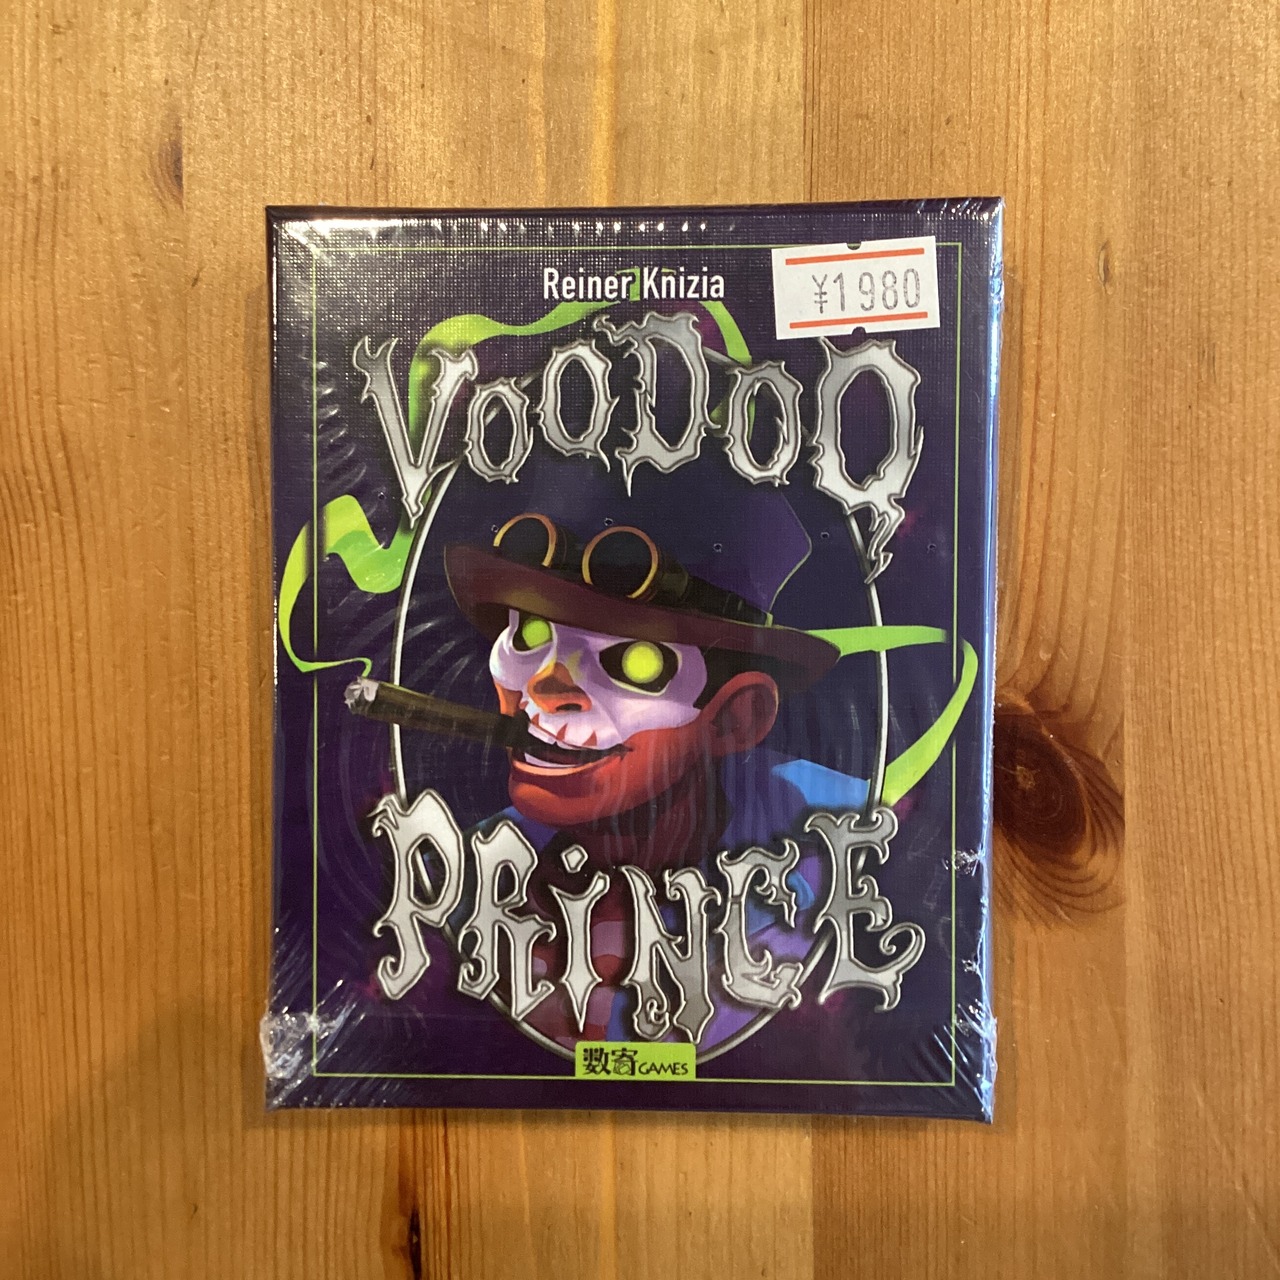 Reiner Knizia
¥1980
VOODOO
PRiNCE
数寄GAMES